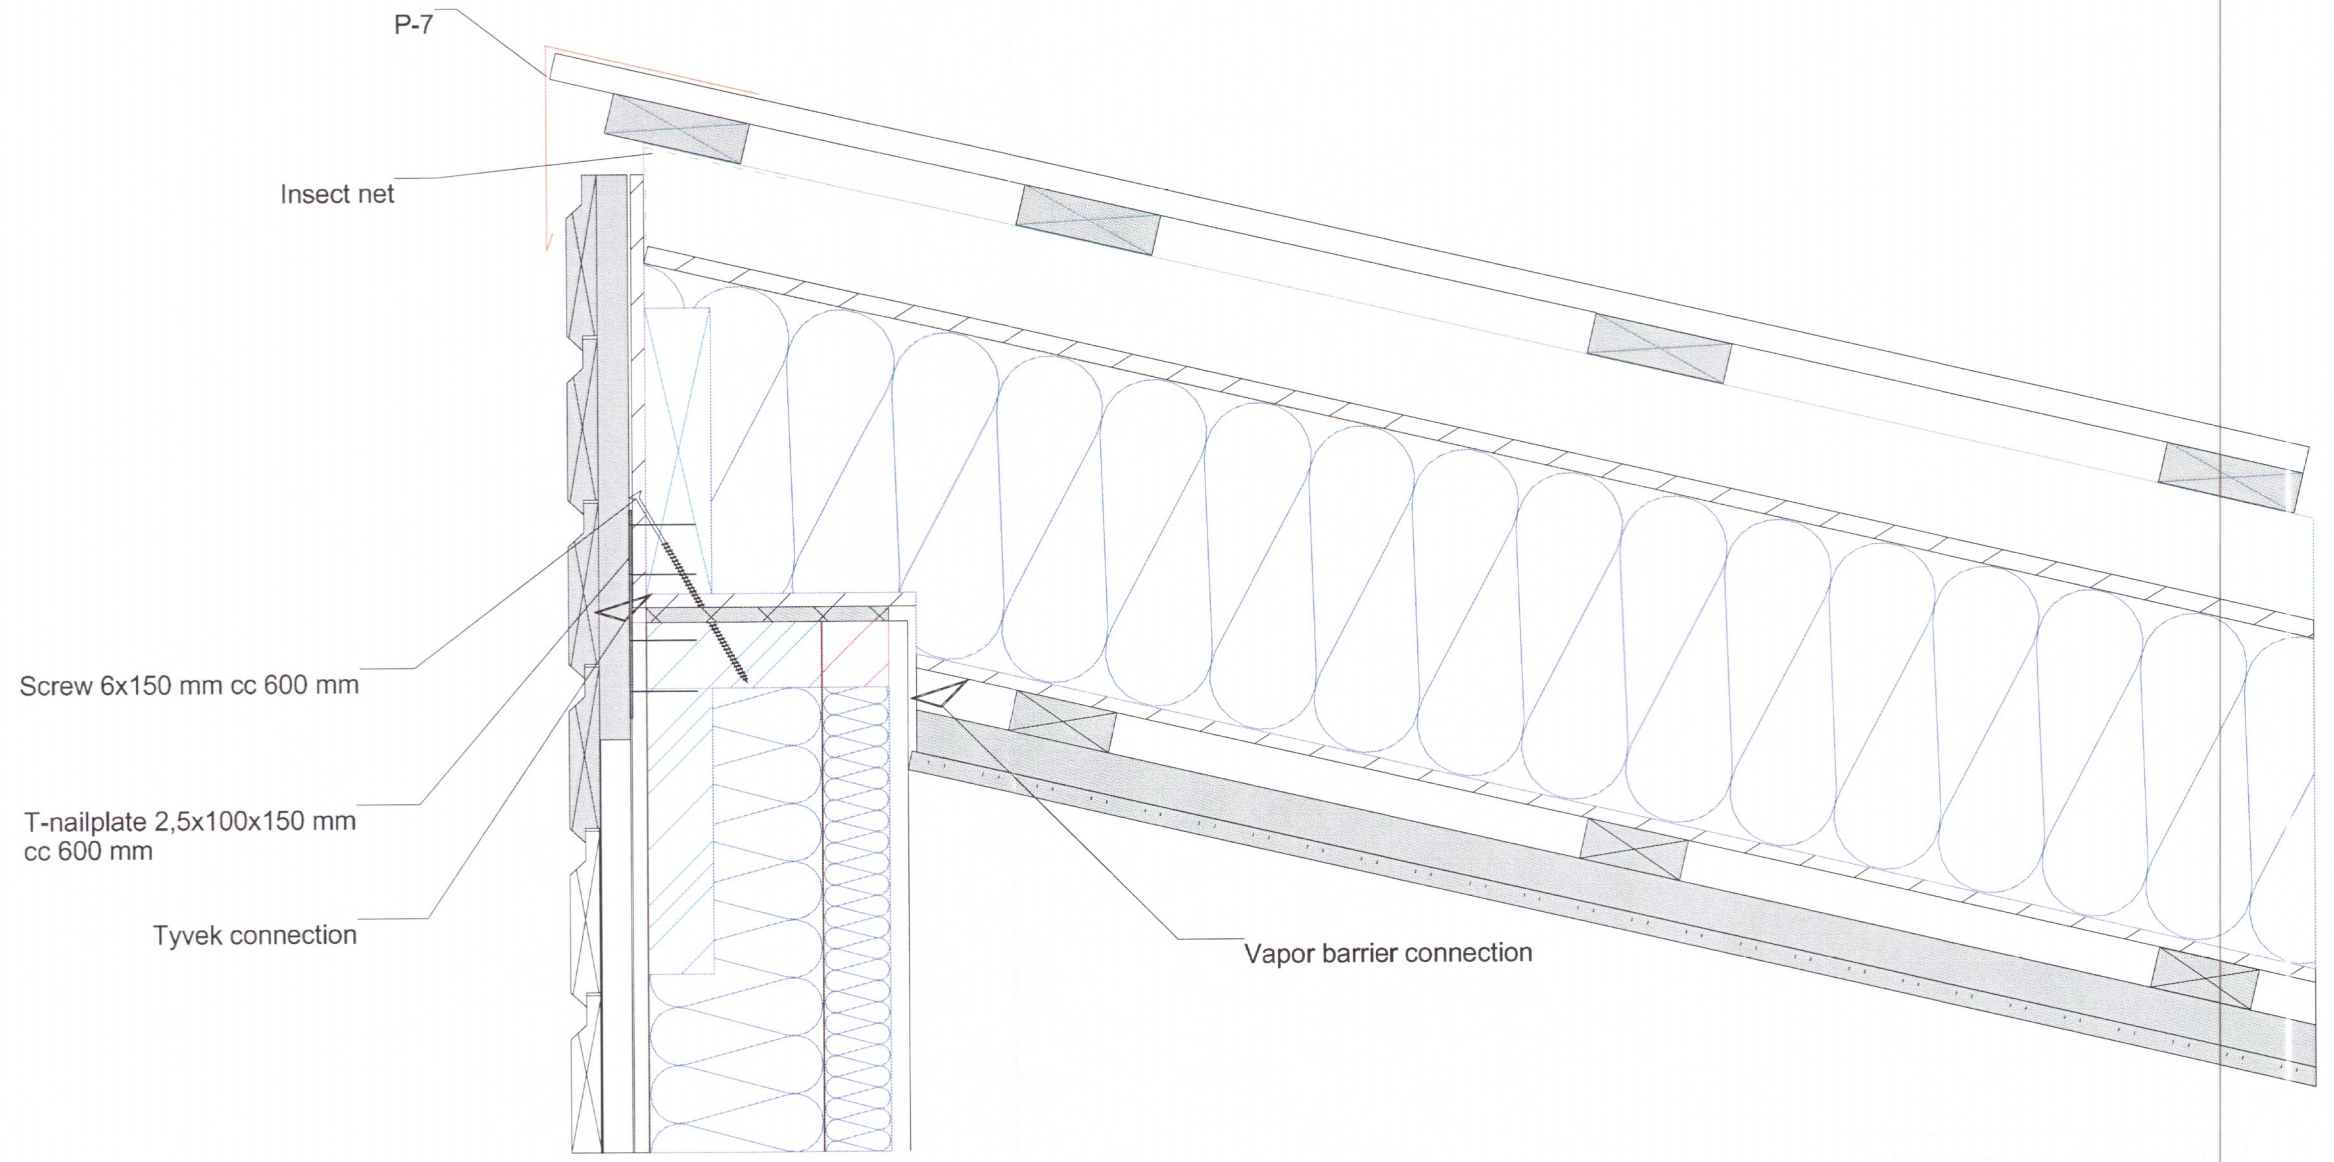 P-7
Insect net
Screw 6x150 mm cc 600 mm
T-nailplate 2,5x100x150 mm
cc 600 mm
Tyvek connection
Vapor barrier connection